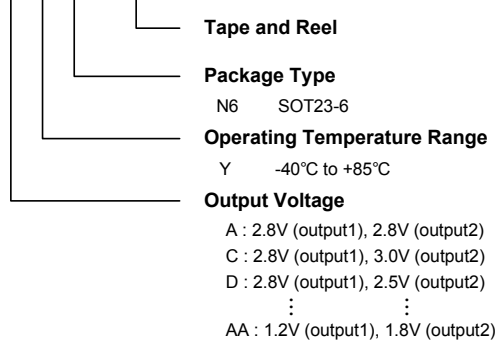 Tape and Reel
Package Type
N6 SOT23-6
Operating Temperature Range
Y -40℃ to +85℃
Output Voltage
A : 2.8V (output1), 2.8V (output2)
C : 2.8V (output1), 3.0V (output2)
D : 2.8V (output1), 2.5V (output2)
⋮ ⋮
AA : 1.2V (output1), 1.8V (output2)